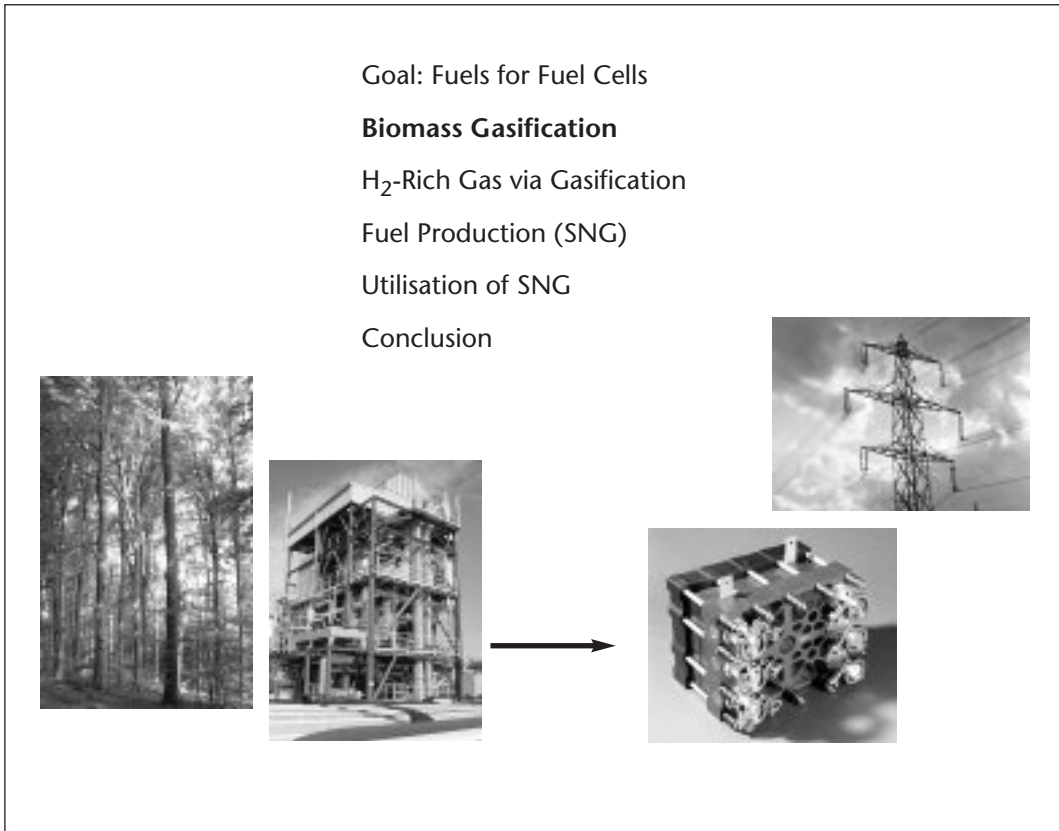 Goal: Fuels for Fuel Cells
Biomass Gasification
H₂-Rich Gas via Gasification
Fuel Production (SNG)
Utilisation of SNG
Conclusion